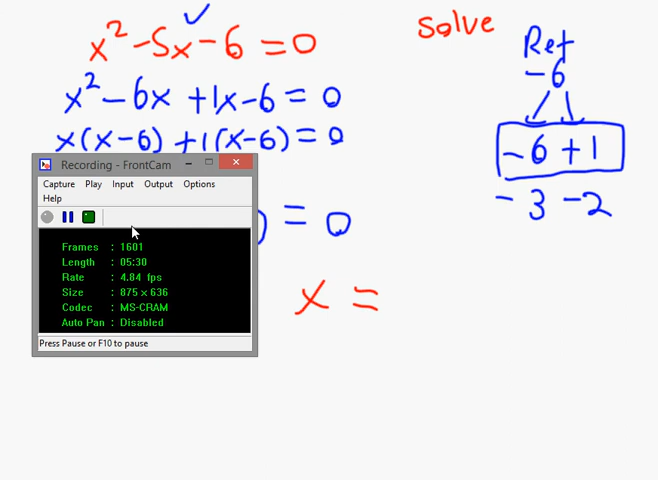 x² -5x -6 = 0
solve
x² - 6x + 1x - 6 = 0
x(x-6) + 1(x-6) = 0
Ref
-6
-6 + 1
-3 -2
Recording - FrontCam
Capture Play Input Output Options
Help
Frames : 1601
Length : 05:30
Rate : 4.84 fps
Size : 875 x 636
Codec : MS-CRAM
Auto Pan : Disabled
Press Pause or F10 to pause
) = 0
x =